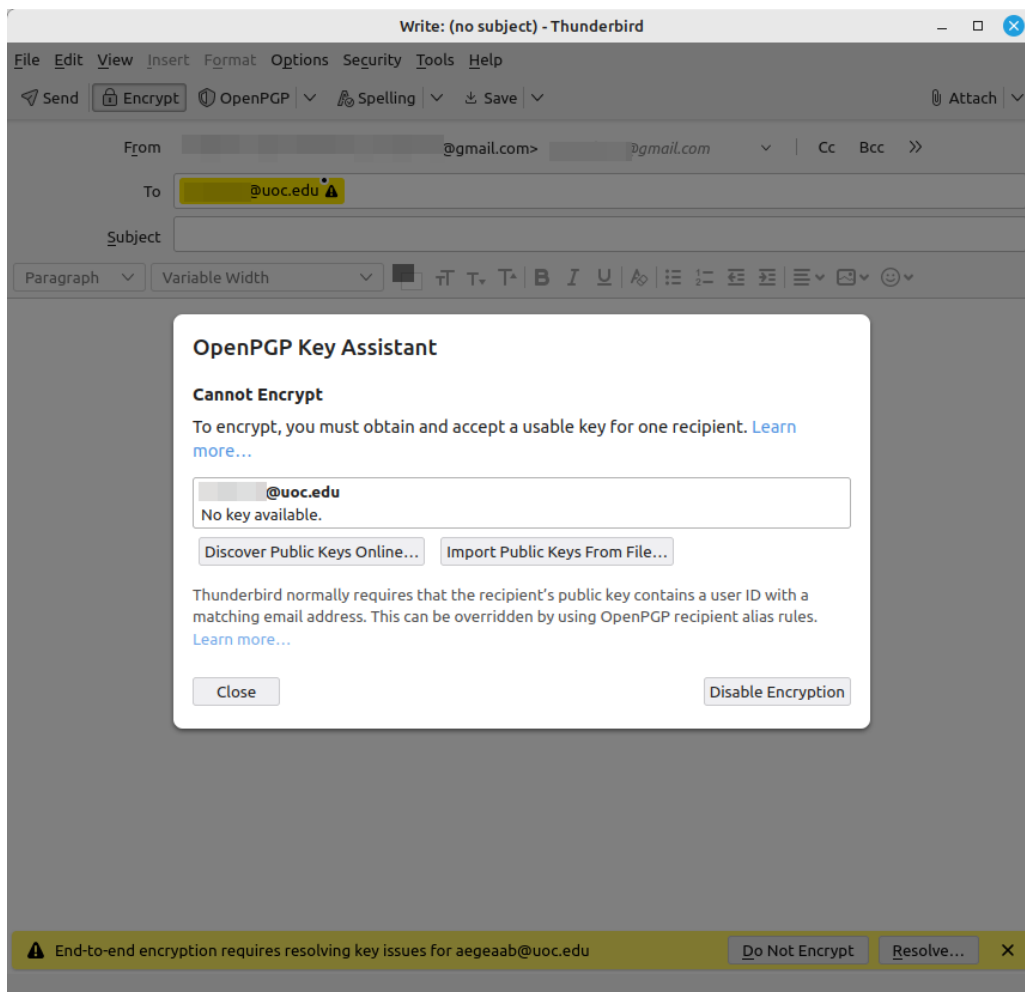 Write: (no subject) - Thunderbird
File Edit View Insert Format Options Security Tools Help
Send Encrypt OpenPGP Spelling Save Attach
From @gmail.com> @gmail.com Cc Bcc
To @uoc.edu
Subject
Paragraph Variable Width
OpenPGP Key Assistant
Cannot Encrypt
To encrypt, you must obtain and accept a usable key for one recipient. Learn
more…
@uoc.edu
No key available.
Discover Public Keys Online… Import Public Keys From File…
Thunderbird normally requires that the recipient’s public key contains a user ID with a
matching email address. This can be overridden by using OpenPGP recipient alias rules.
Learn more…
Close Disable Encryption
End-to-end encryption requires resolving key issues for aegeaab@uoc.edu Do Not Encrypt Resolve…